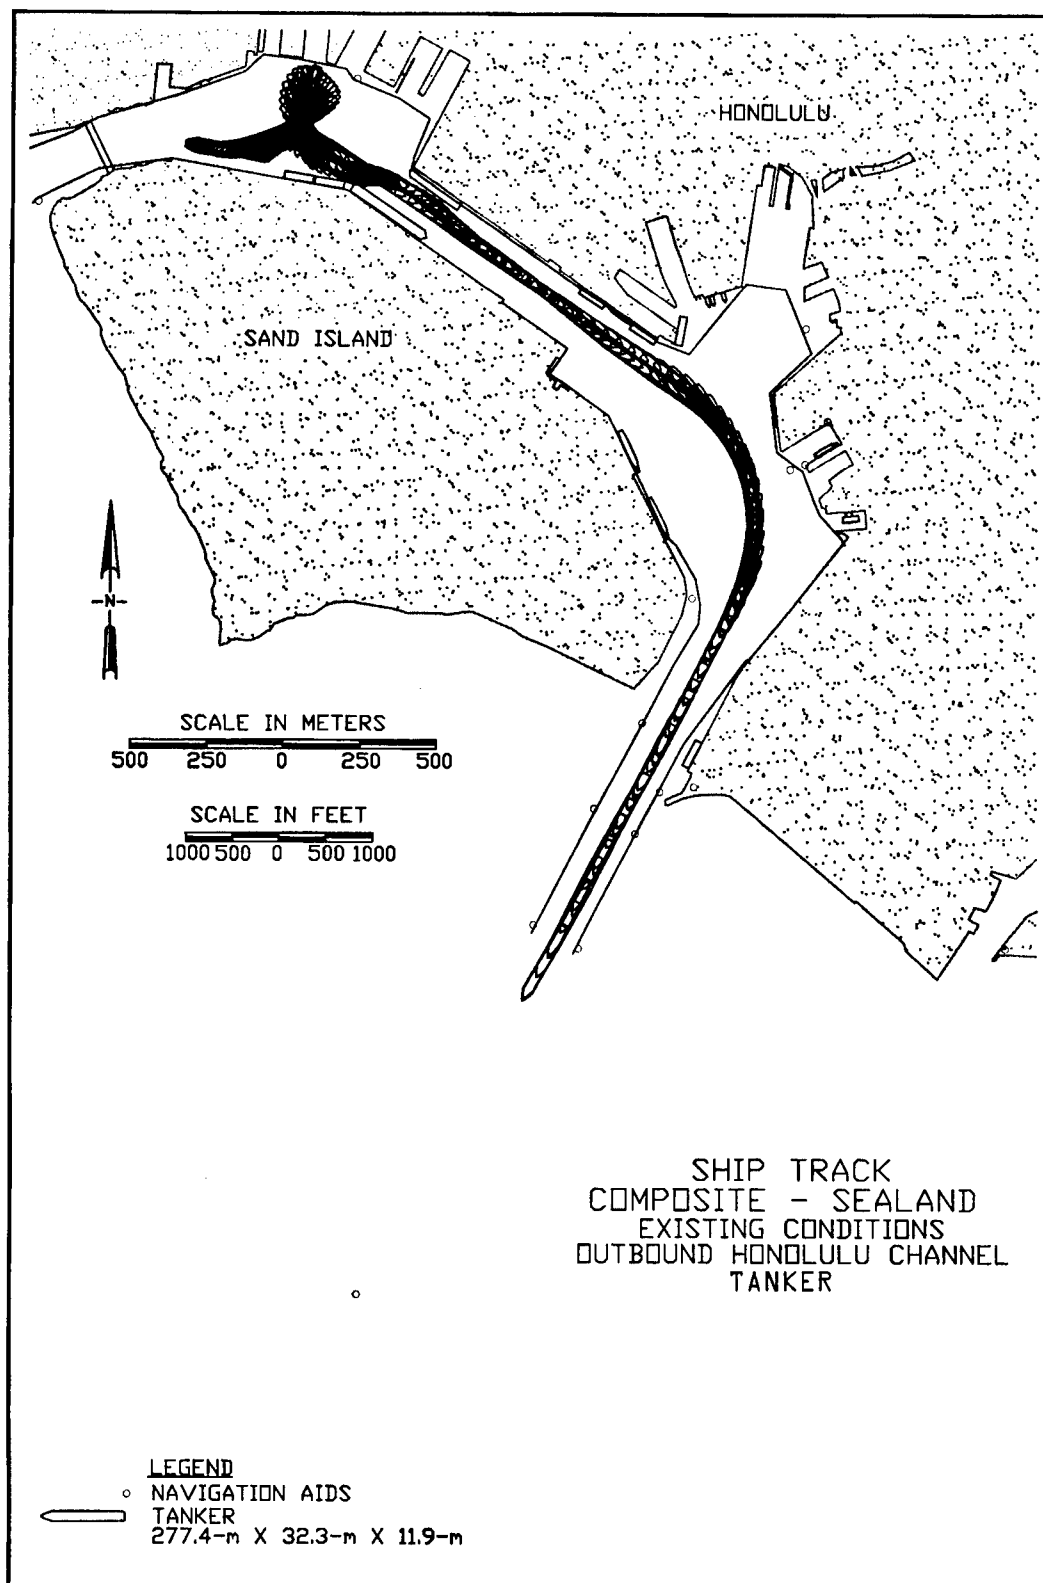 HONOLULU
SAND ISLAND
N
SCALE IN METERS
500 250 0 250 500
SCALE IN FEET
1000 500 0 500 1000
SHIP TRACK
COMPOSITE - SEALAND
EXISTING CONDITIONS
OUTBOUND HONOLULU CHANNEL
TANKER
LEGEND
NAVIGATION AIDS
TANKER
277.4-m X 32.3-m X 11.9-m